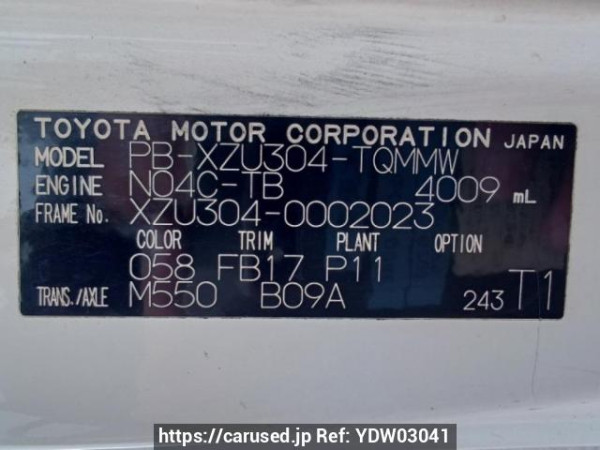 TOYOTA MOTOR CORPORATION JAPAN
MODEL PB-XZU304-TQMMW
ENGINE N04C-TB 4009 mL
FRAME No. XZU304-0002023
COLOR TRIM PLANT OPTION
058 FB17 P11
TRANS./AXLE M550 B09A 243 T1
https://carused.jp Ref: YDW03041